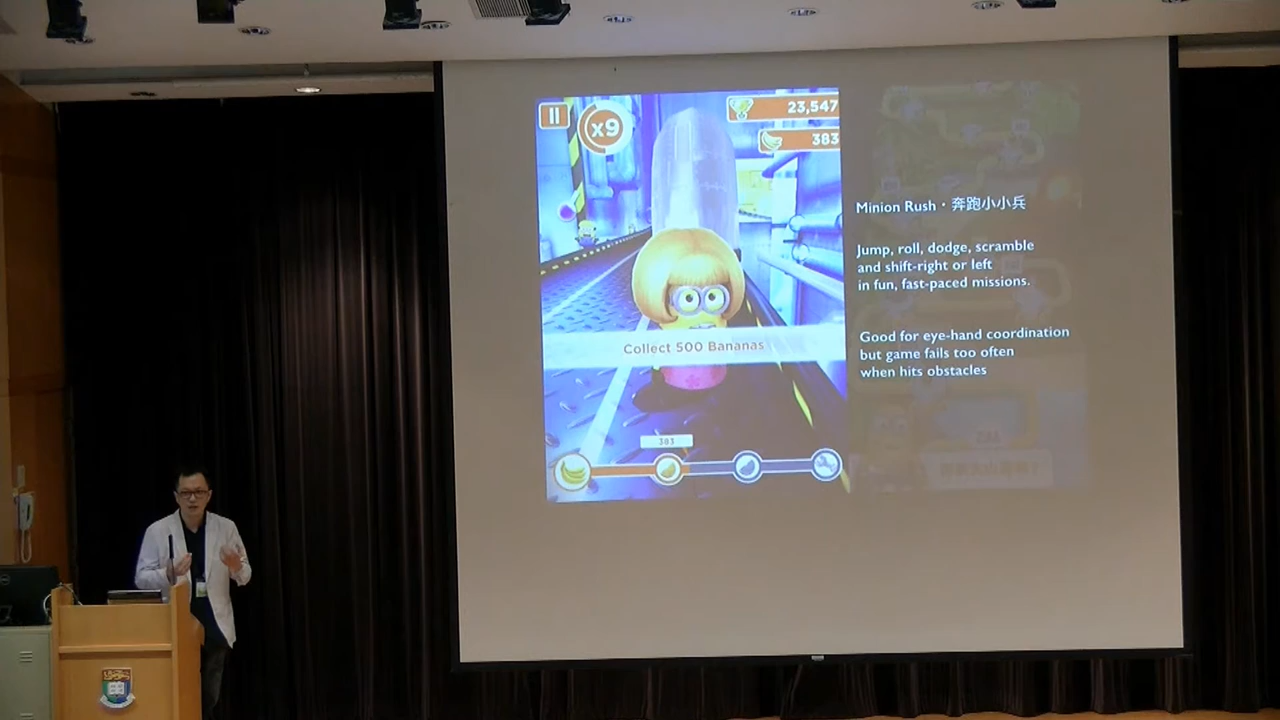 x9
23,547
383
Minion Rush · 奔跑小小兵
Jump, roll, dodge, scramble
and shift-right or left
in fun, fast-paced missions.
Good for eye-hand coordination
but game fails too often
when hits obstacles
Collect 500 Bananas
383